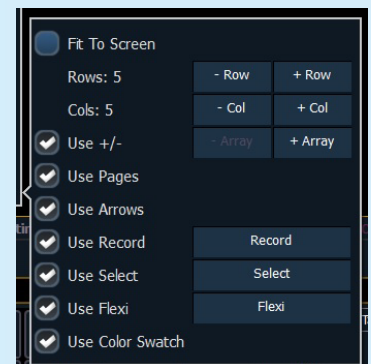 Fit To Screen
Rows: 5 - Row + Row
Cols: 5 - Col + Col
Use +/- - Array + Array
Use Pages
Use Arrows
Use Record Record
Use Select Select
Use Flexi Flexi
Use Color Swatch